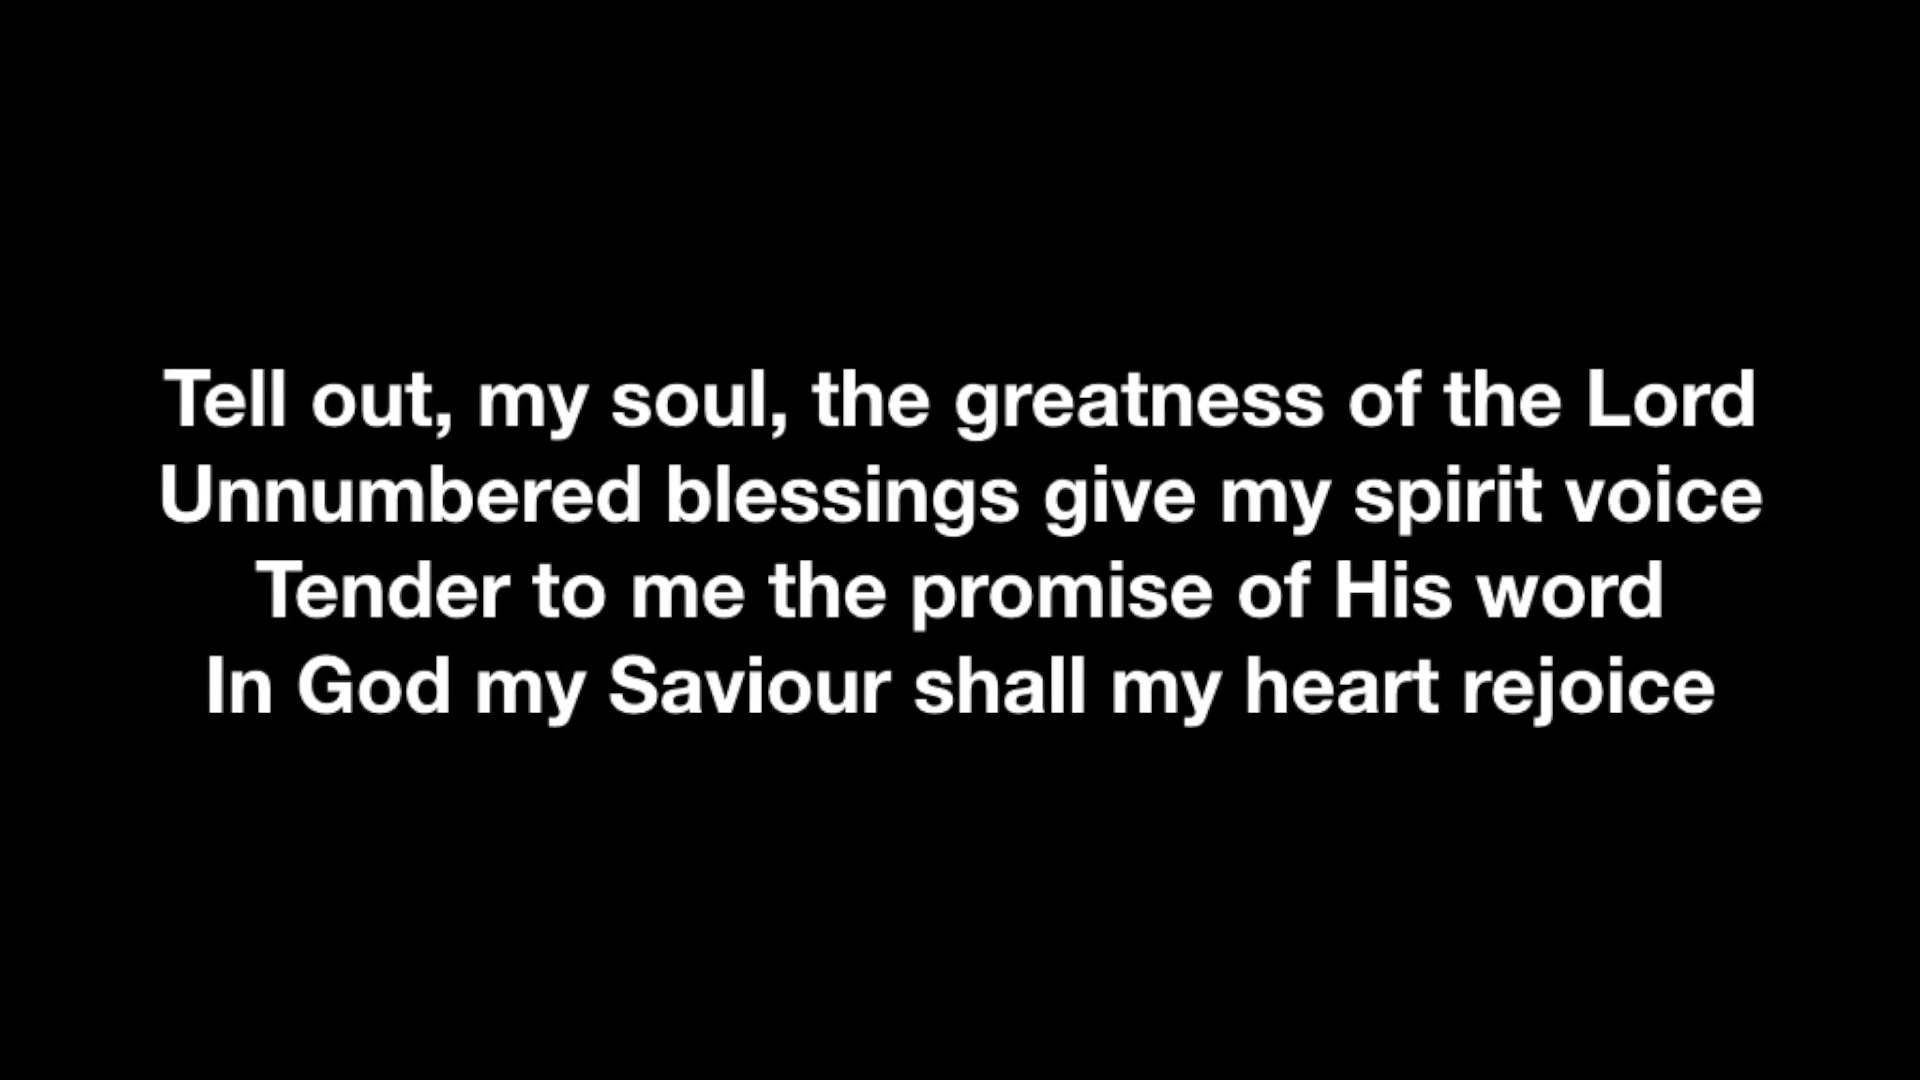 Tell out, my soul, the greatness of the Lord
Unnumbered blessings give my spirit voice
Tender to me the promise of His word
In God my Saviour shall my heart rejoice